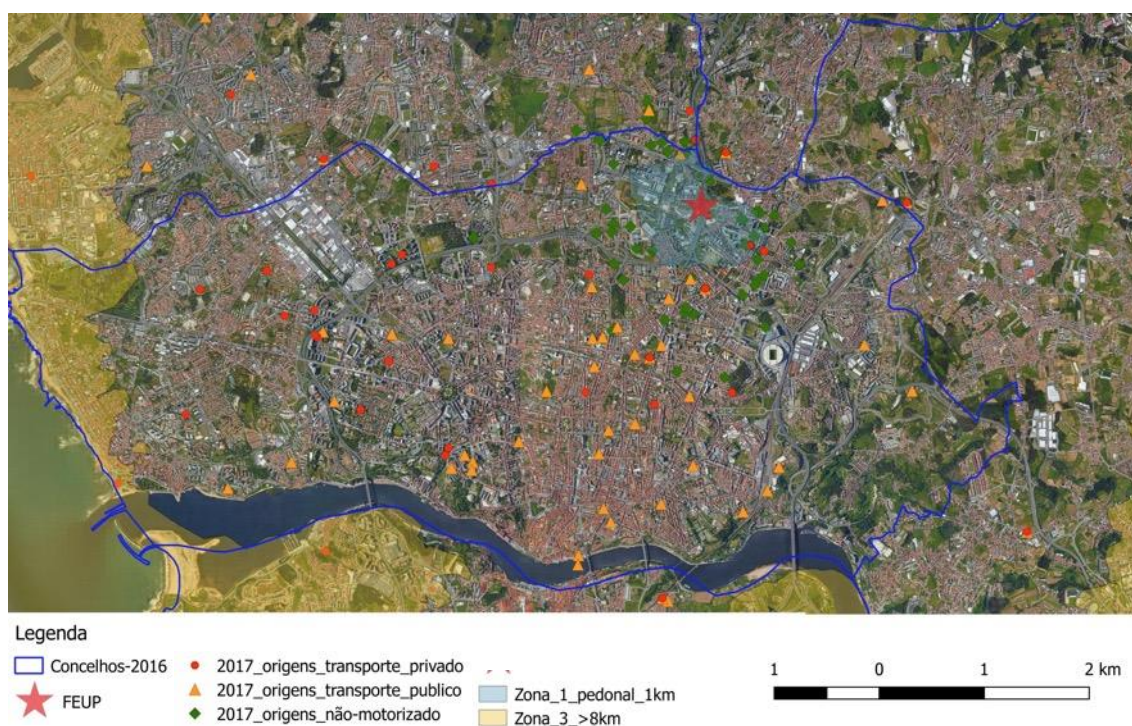 Legenda
Concelhos-2016
FEUP
2017_origens_transporte_privado
2017_origens_transporte_publico
2017_origens_não-motorizado
Zona_1_pedonal_1km
Zona_3_>8km
1 0 1 2 km